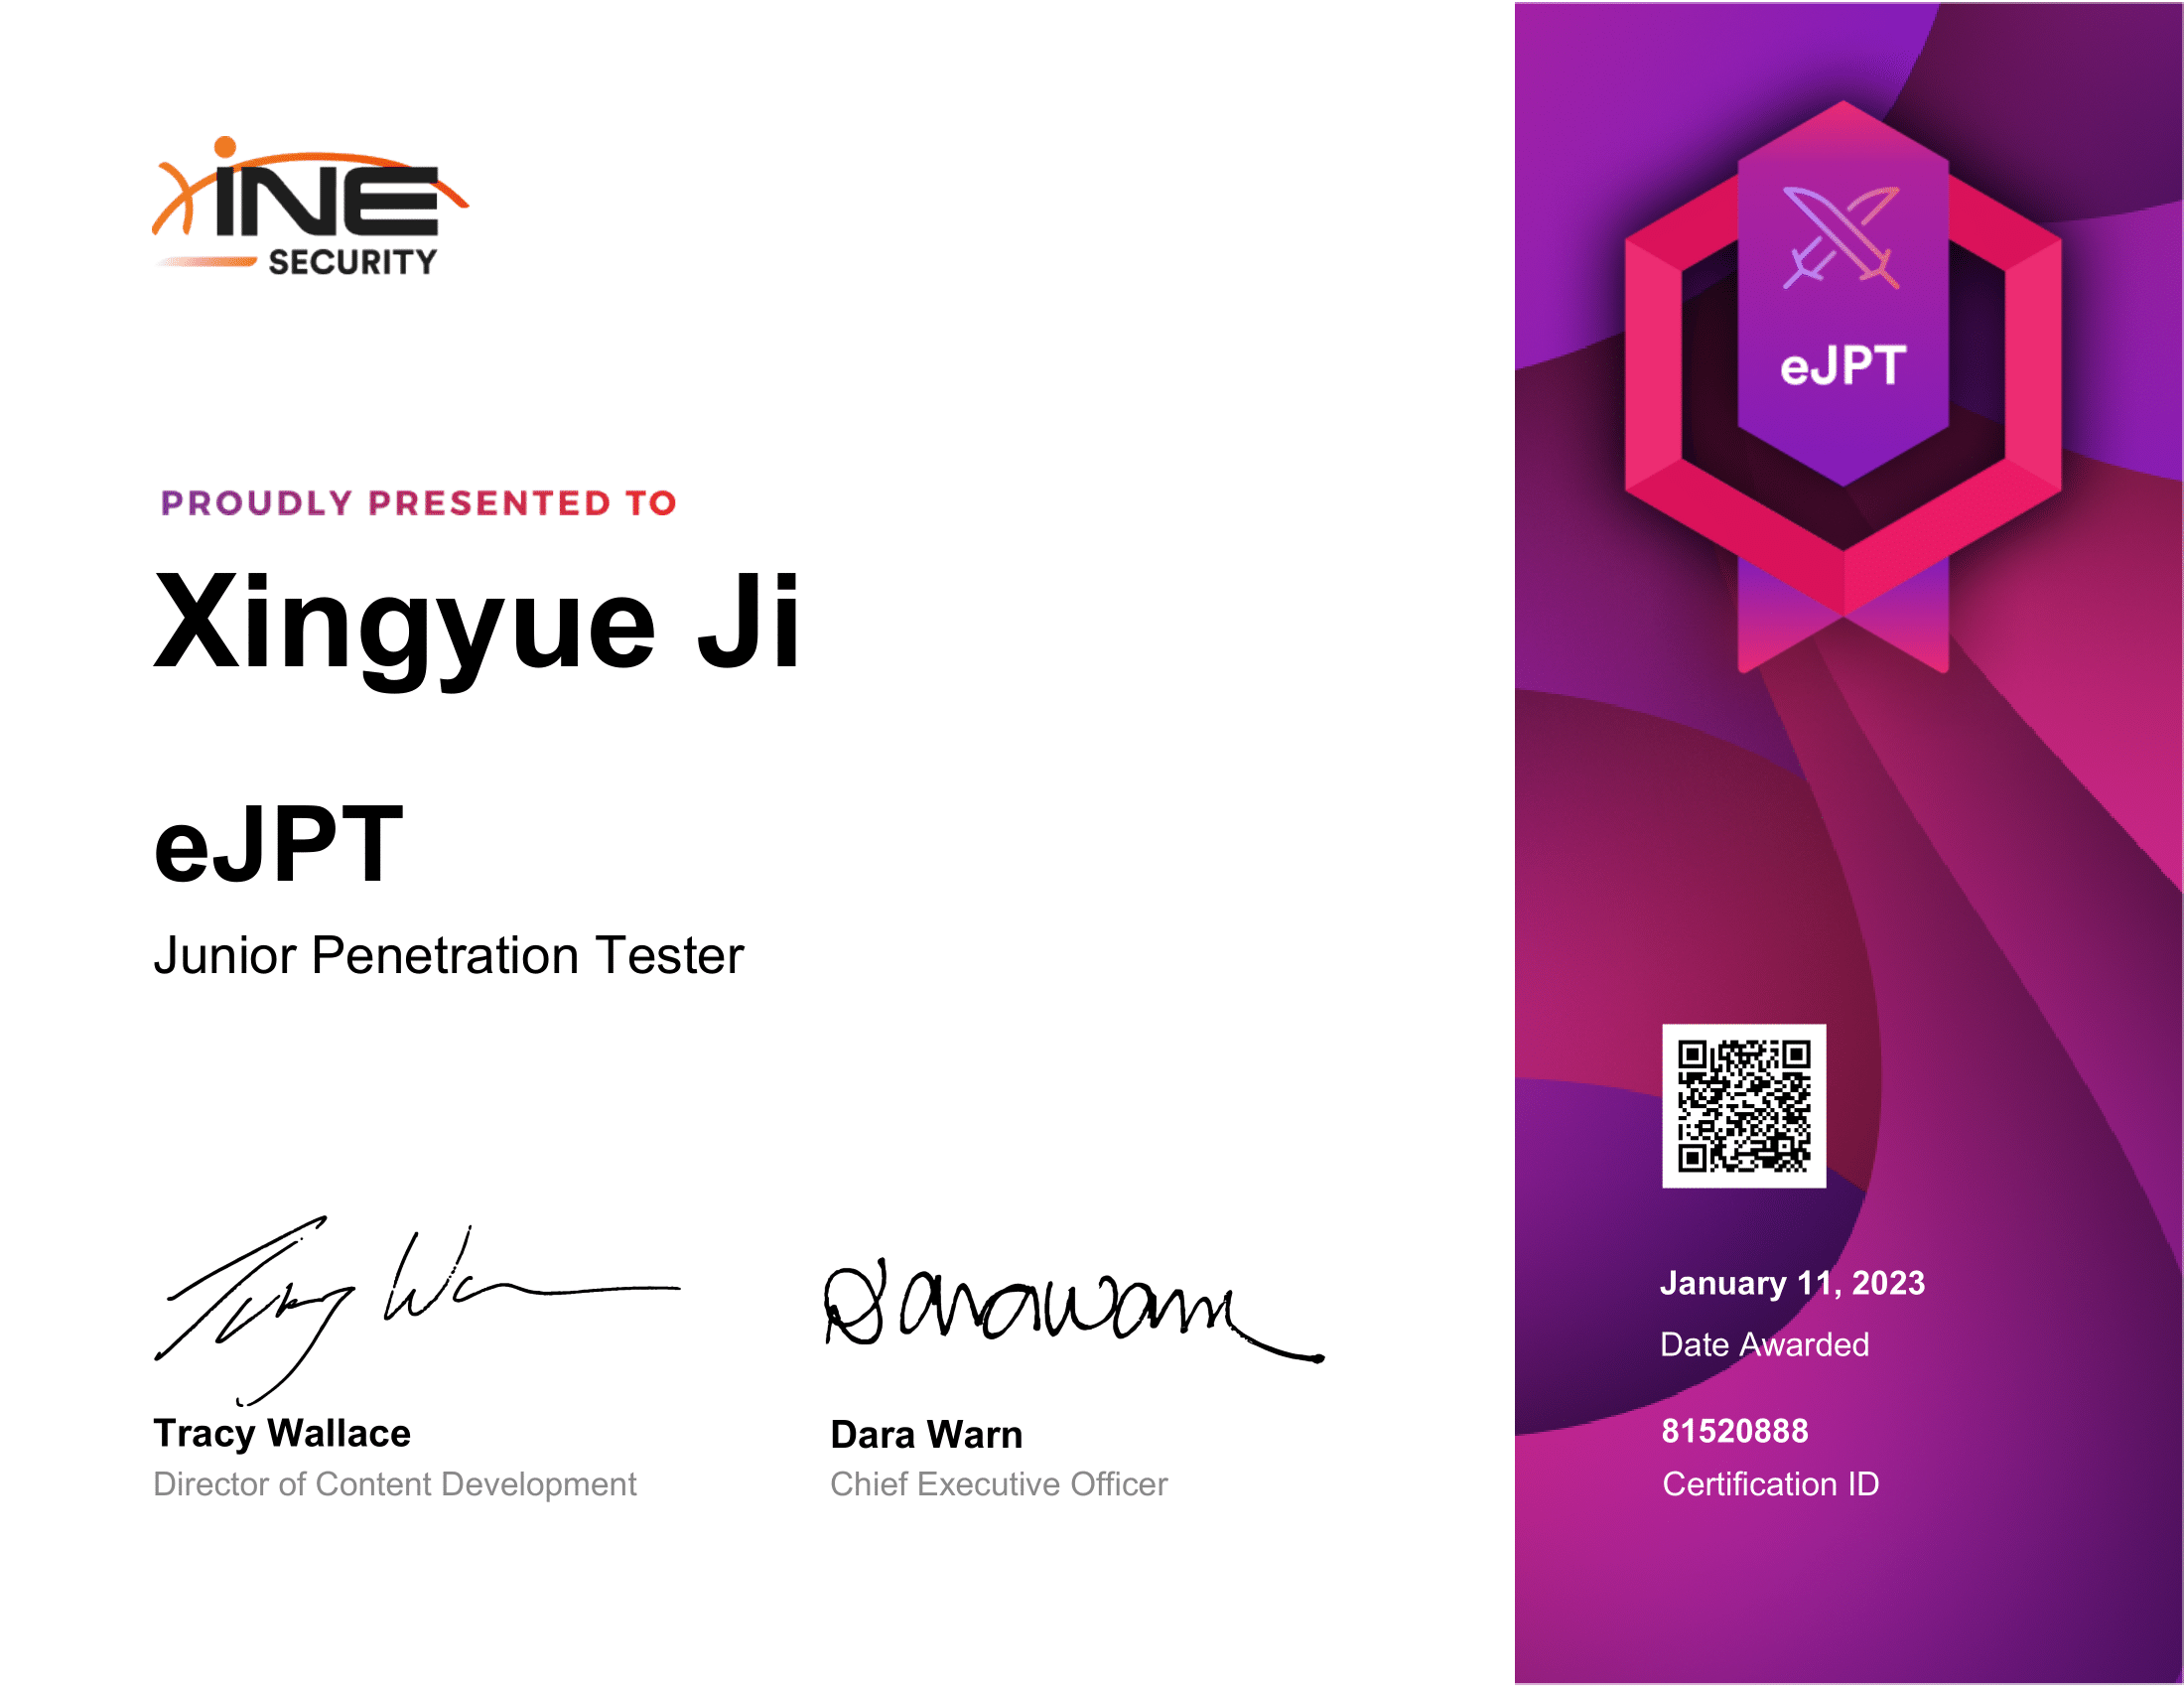 INE
SECURITY
PROUDLY PRESENTED TO
Xingyue Ji
eJPT
Junior Penetration Tester
Tracy Wallace
Director of Content Development
Dara Warn
Chief Executive Officer
eJPT
January 11, 2023
Date Awarded
81520888
Certification ID